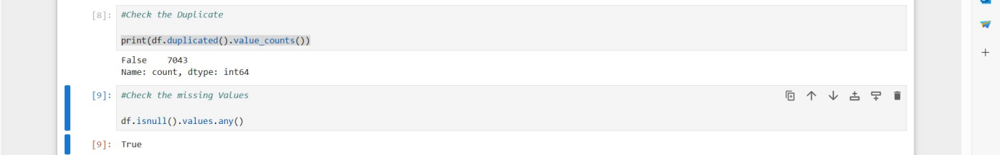 [8]: #Check the Duplicate
print(df.duplicated().value_counts())
False    7043
Name: count, dtype: int64
[9]: #Check the missing Values
df.isnull().values.any()
[9]: True